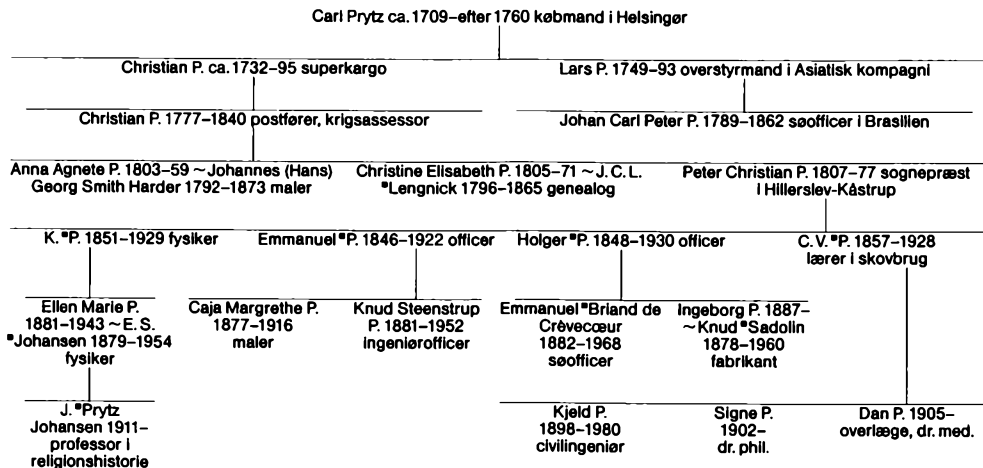 Carl Prytz ca. 1709–efter 1760 købmand i Helsingør
Christian P. ca. 1732–95 superkargo
Lars P. 1749–93 overstyrmand i Asiatisk kompagni
Christian P. 1777–1840 postfører, krigsassessor
Johan Carl Peter P. 1789–1862 søofficer i Brasilien
Anna Agnete P. 1803–59 ~ Johannes (Hans)
Georg Smith Harder 1792–1873 maler
Christine Elisabeth P. 1805–71 ~ J.C.L.
■Lengnick 1796–1865 genealog
Peter Christian P. 1807–77 sognepræst
i Hillerslev-Kåstrup
K. ■P. 1851–1929 fysiker
Emmanuel ■P. 1846–1922 officer
Holger ■P. 1848–1930 officer
C.V. ■P. 1857–1928
lærer i skovbrug
Ellen Marie P.
1881–1943 ~ E.S.
■Johansen 1879–1954
fysiker
Caja Margrethe P.
1877–1916
maler
Knud Steenstrup
P. 1881–1952
ingeniørofficer
Emmanuel ■Briand de
Crèvecœur
1882–1968
søofficer
Ingeborg P. 1887–
~ Knud ■Sadolin
1878–1960
fabrikant
J. ■Prytz
Johansen 1911–
professor i
religionshistorie
Kjeld P.
1898–1980
civilingeniør
Signe P.
1902–
dr. phil.
Dan P. 1905–
overlæge, dr. med.